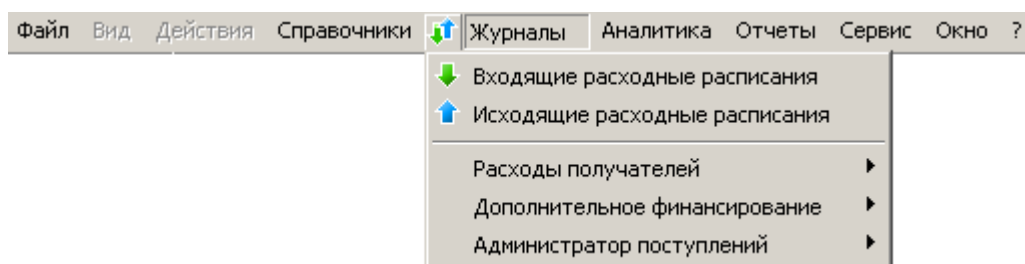 Файл Вид Действия Справочники Журналы Аналитика Отчеты Сервис Окно ?
Входящие расходные расписания
Исходящие расходные расписания
Расходы получателей
Дополнительное финансирование
Администратор поступлений